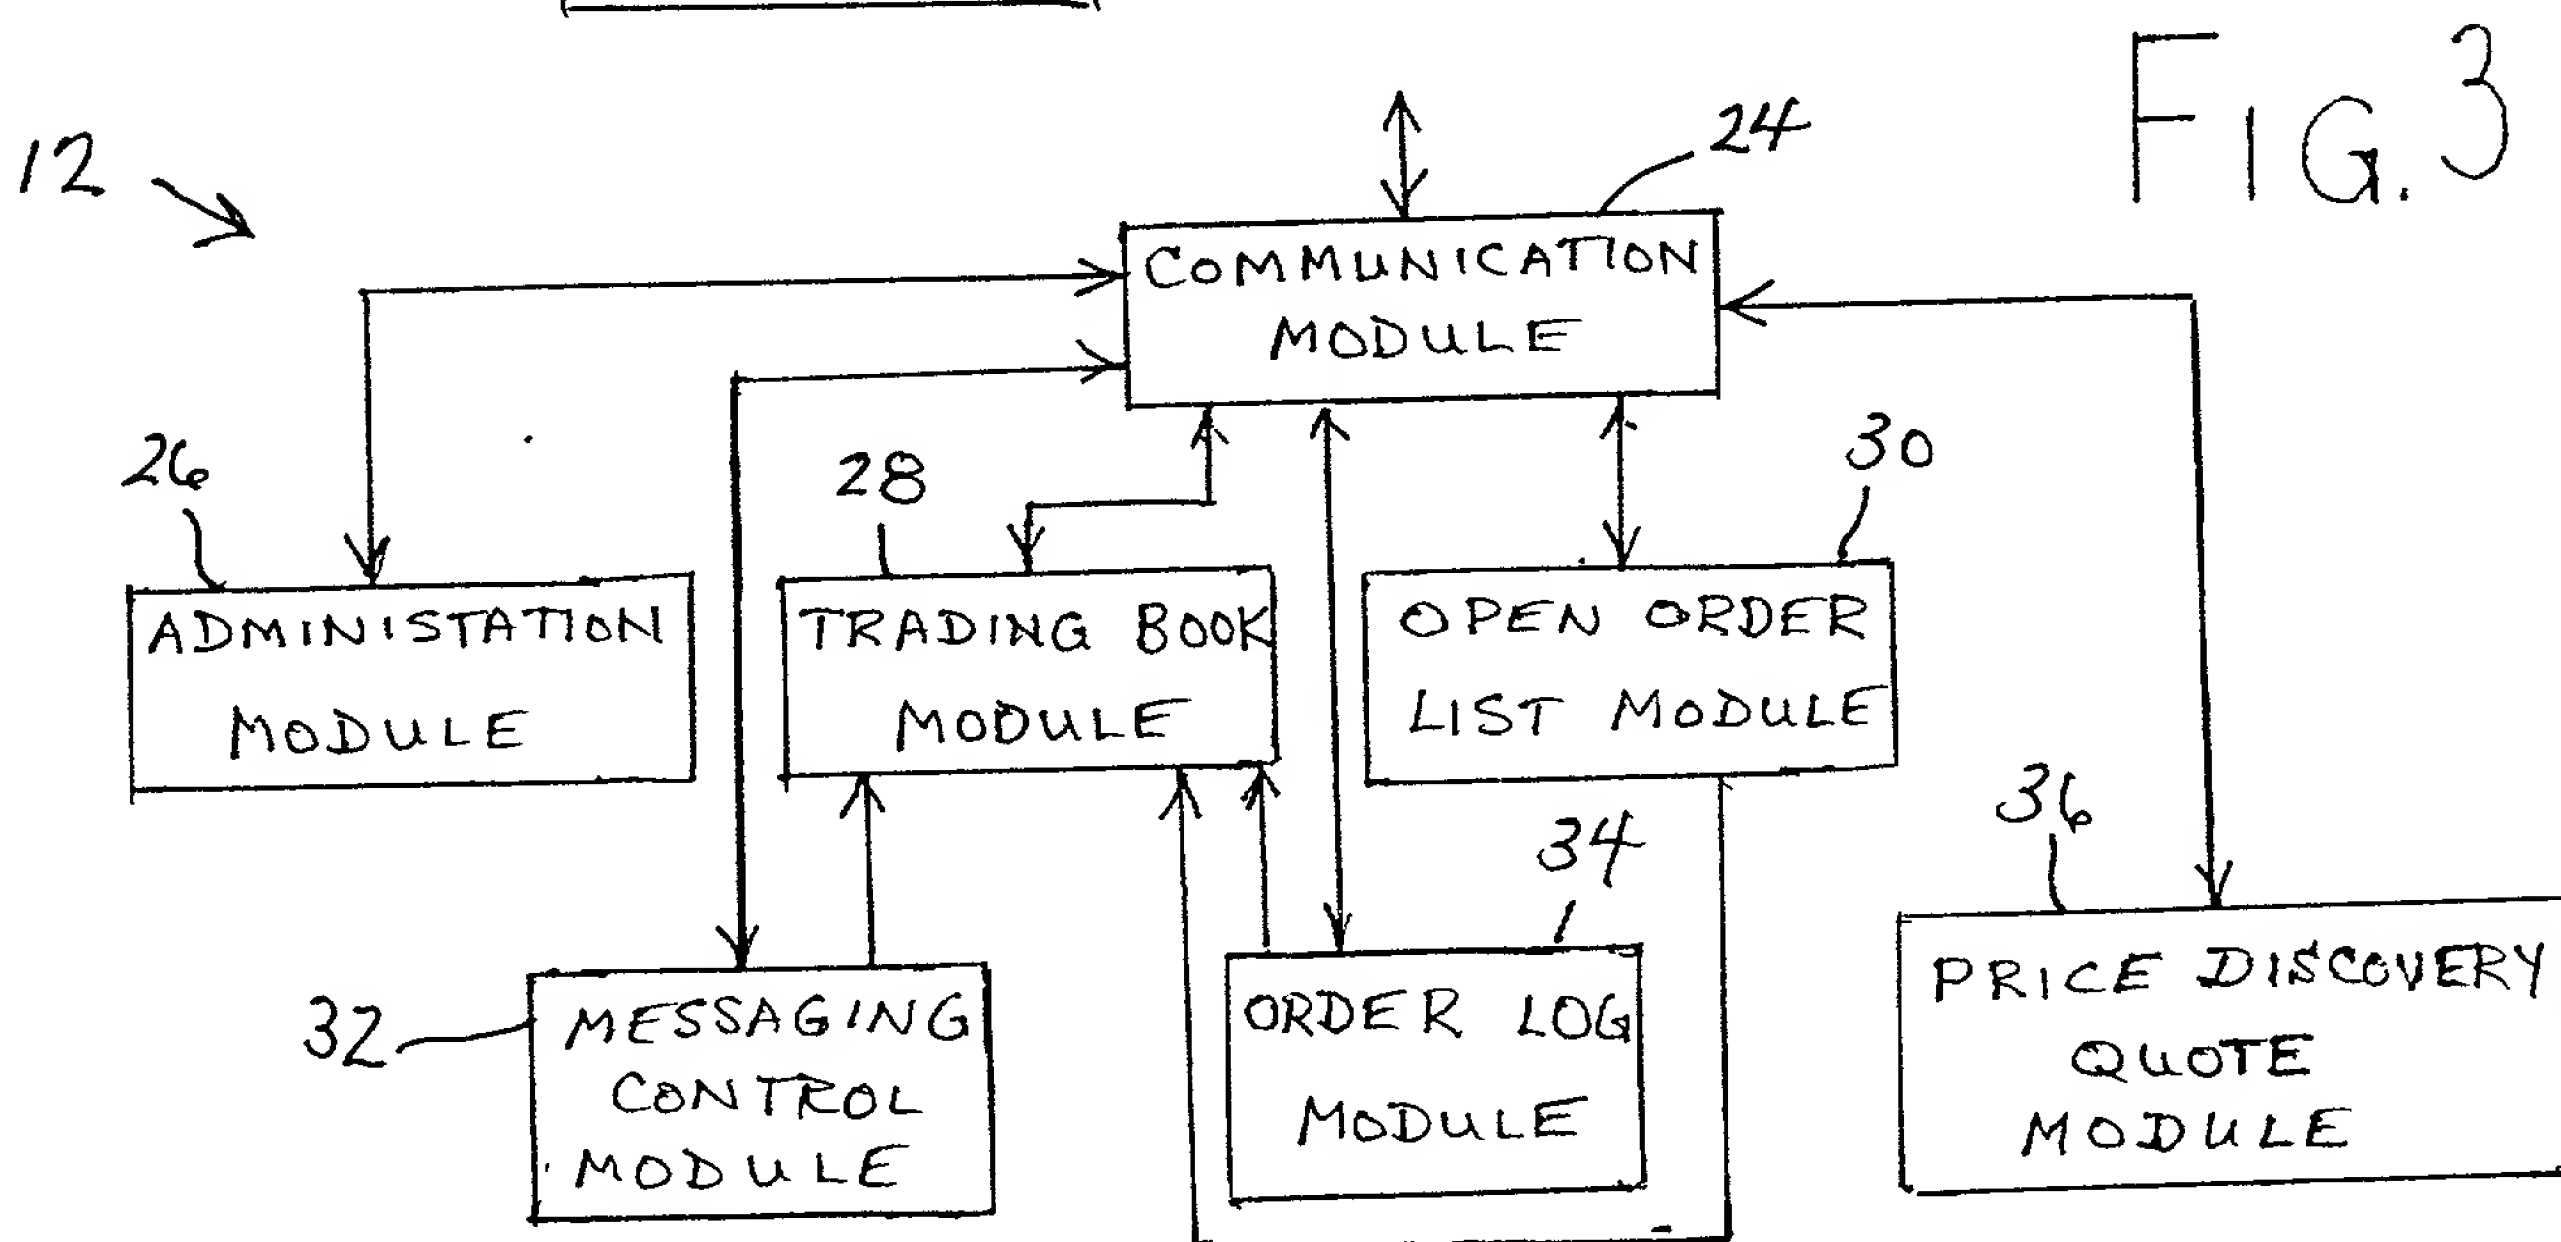 FIG. 3
12
24
COMMUNICATION
MODULE
26
28
30
ADMINISTATION
MODULE
TRADING BOOK
MODULE
OPEN ORDER
LIST MODULE
32
34
36
MESSAGING
CONTROL
MODULE
ORDER LOG
MODULE
PRICE DISCOVERY
QUOTE
MODULE